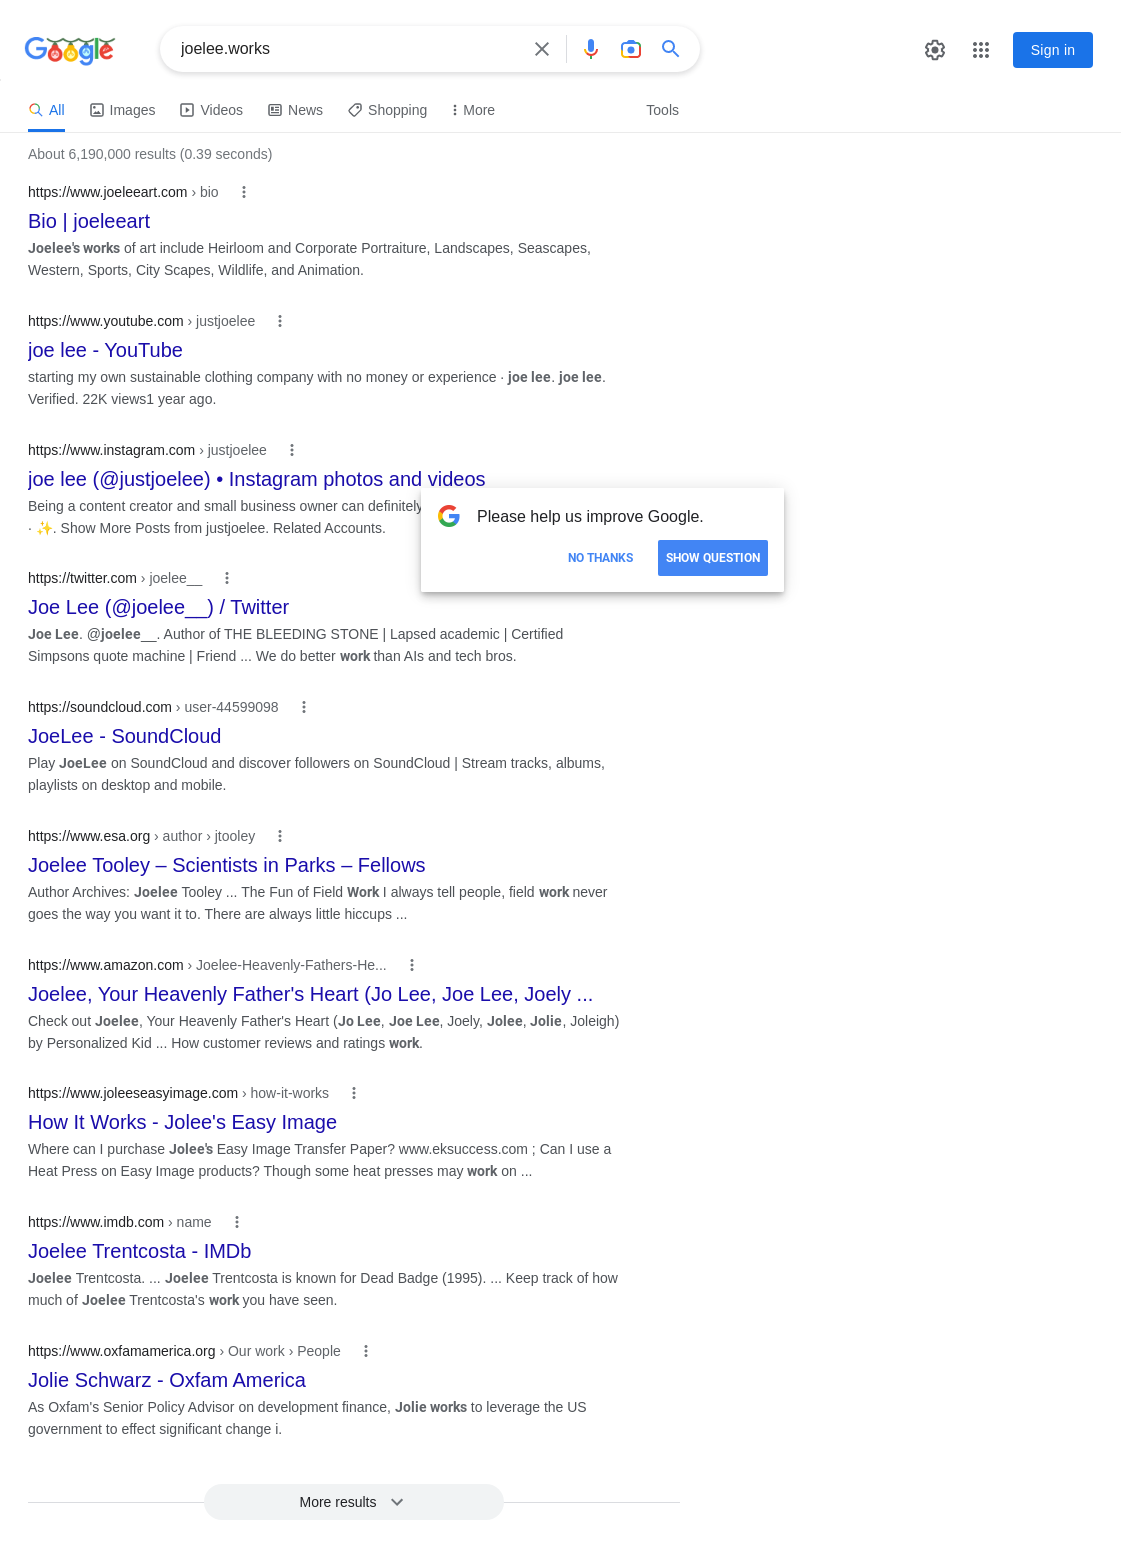 Google
joelee.works
Sign in
All
Images
Videos
News
Shopping
More
Tools
About 6,190,000 results (0.39 seconds)
https://www.joeleeart.com › bio
Bio | joeleeart
Joelee's works of art include Heirloom and Corporate Portraiture, Landscapes, Seascapes,
Western, Sports, City Scapes, Wildlife, and Animation.
https://www.youtube.com › justjoelee
joe lee - YouTube
starting my own sustainable clothing company with no money or experience · joe lee. joe lee.
Verified. 22K views1 year ago.
https://www.instagram.com › justjoelee
joe lee (@justjoelee) • Instagram photos and videos
Being a content creator and small business owner can definitely
· ✨. Show More Posts from justjoelee. Related Accounts.
Please help us improve Google.
NO THANKS
SHOW QUESTION
https://twitter.com › joelee__
Joe Lee (@joelee__) / Twitter
Joe Lee. @joelee__. Author of THE BLEEDING STONE | Lapsed academic | Certified
Simpsons quote machine | Friend ... We do better work than AIs and tech bros.
https://soundcloud.com › user-44599098
JoeLee - SoundCloud
Play JoeLee on SoundCloud and discover followers on SoundCloud | Stream tracks, albums,
playlists on desktop and mobile.
https://www.esa.org › author › jtooley
Joelee Tooley – Scientists in Parks – Fellows
Author Archives: Joelee Tooley ... The Fun of Field Work I always tell people, field work never
goes the way you want it to. There are always little hiccups ...
https://www.amazon.com › Joelee-Heavenly-Fathers-He...
Joelee, Your Heavenly Father's Heart (Jo Lee, Joe Lee, Joely ...
Check out Joelee, Your Heavenly Father's Heart (Jo Lee, Joe Lee, Joely, Jolee, Jolie, Joleigh)
by Personalized Kid ... How customer reviews and ratings work.
https://www.joleeseasyimage.com › how-it-works
How It Works - Jolee's Easy Image
Where can I purchase Jolee's Easy Image Transfer Paper? www.eksuccess.com ; Can I use a
Heat Press on Easy Image products? Though some heat presses may work on ...
https://www.imdb.com › name
Joelee Trentcosta - IMDb
Joelee Trentcosta. ... Joelee Trentcosta is known for Dead Badge (1995). ... Keep track of how
much of Joelee Trentcosta's work you have seen.
https://www.oxfamamerica.org › Our work › People
Jolie Schwarz - Oxfam America
As Oxfam's Senior Policy Advisor on development finance, Jolie works to leverage the US
government to effect significant change i.
More results